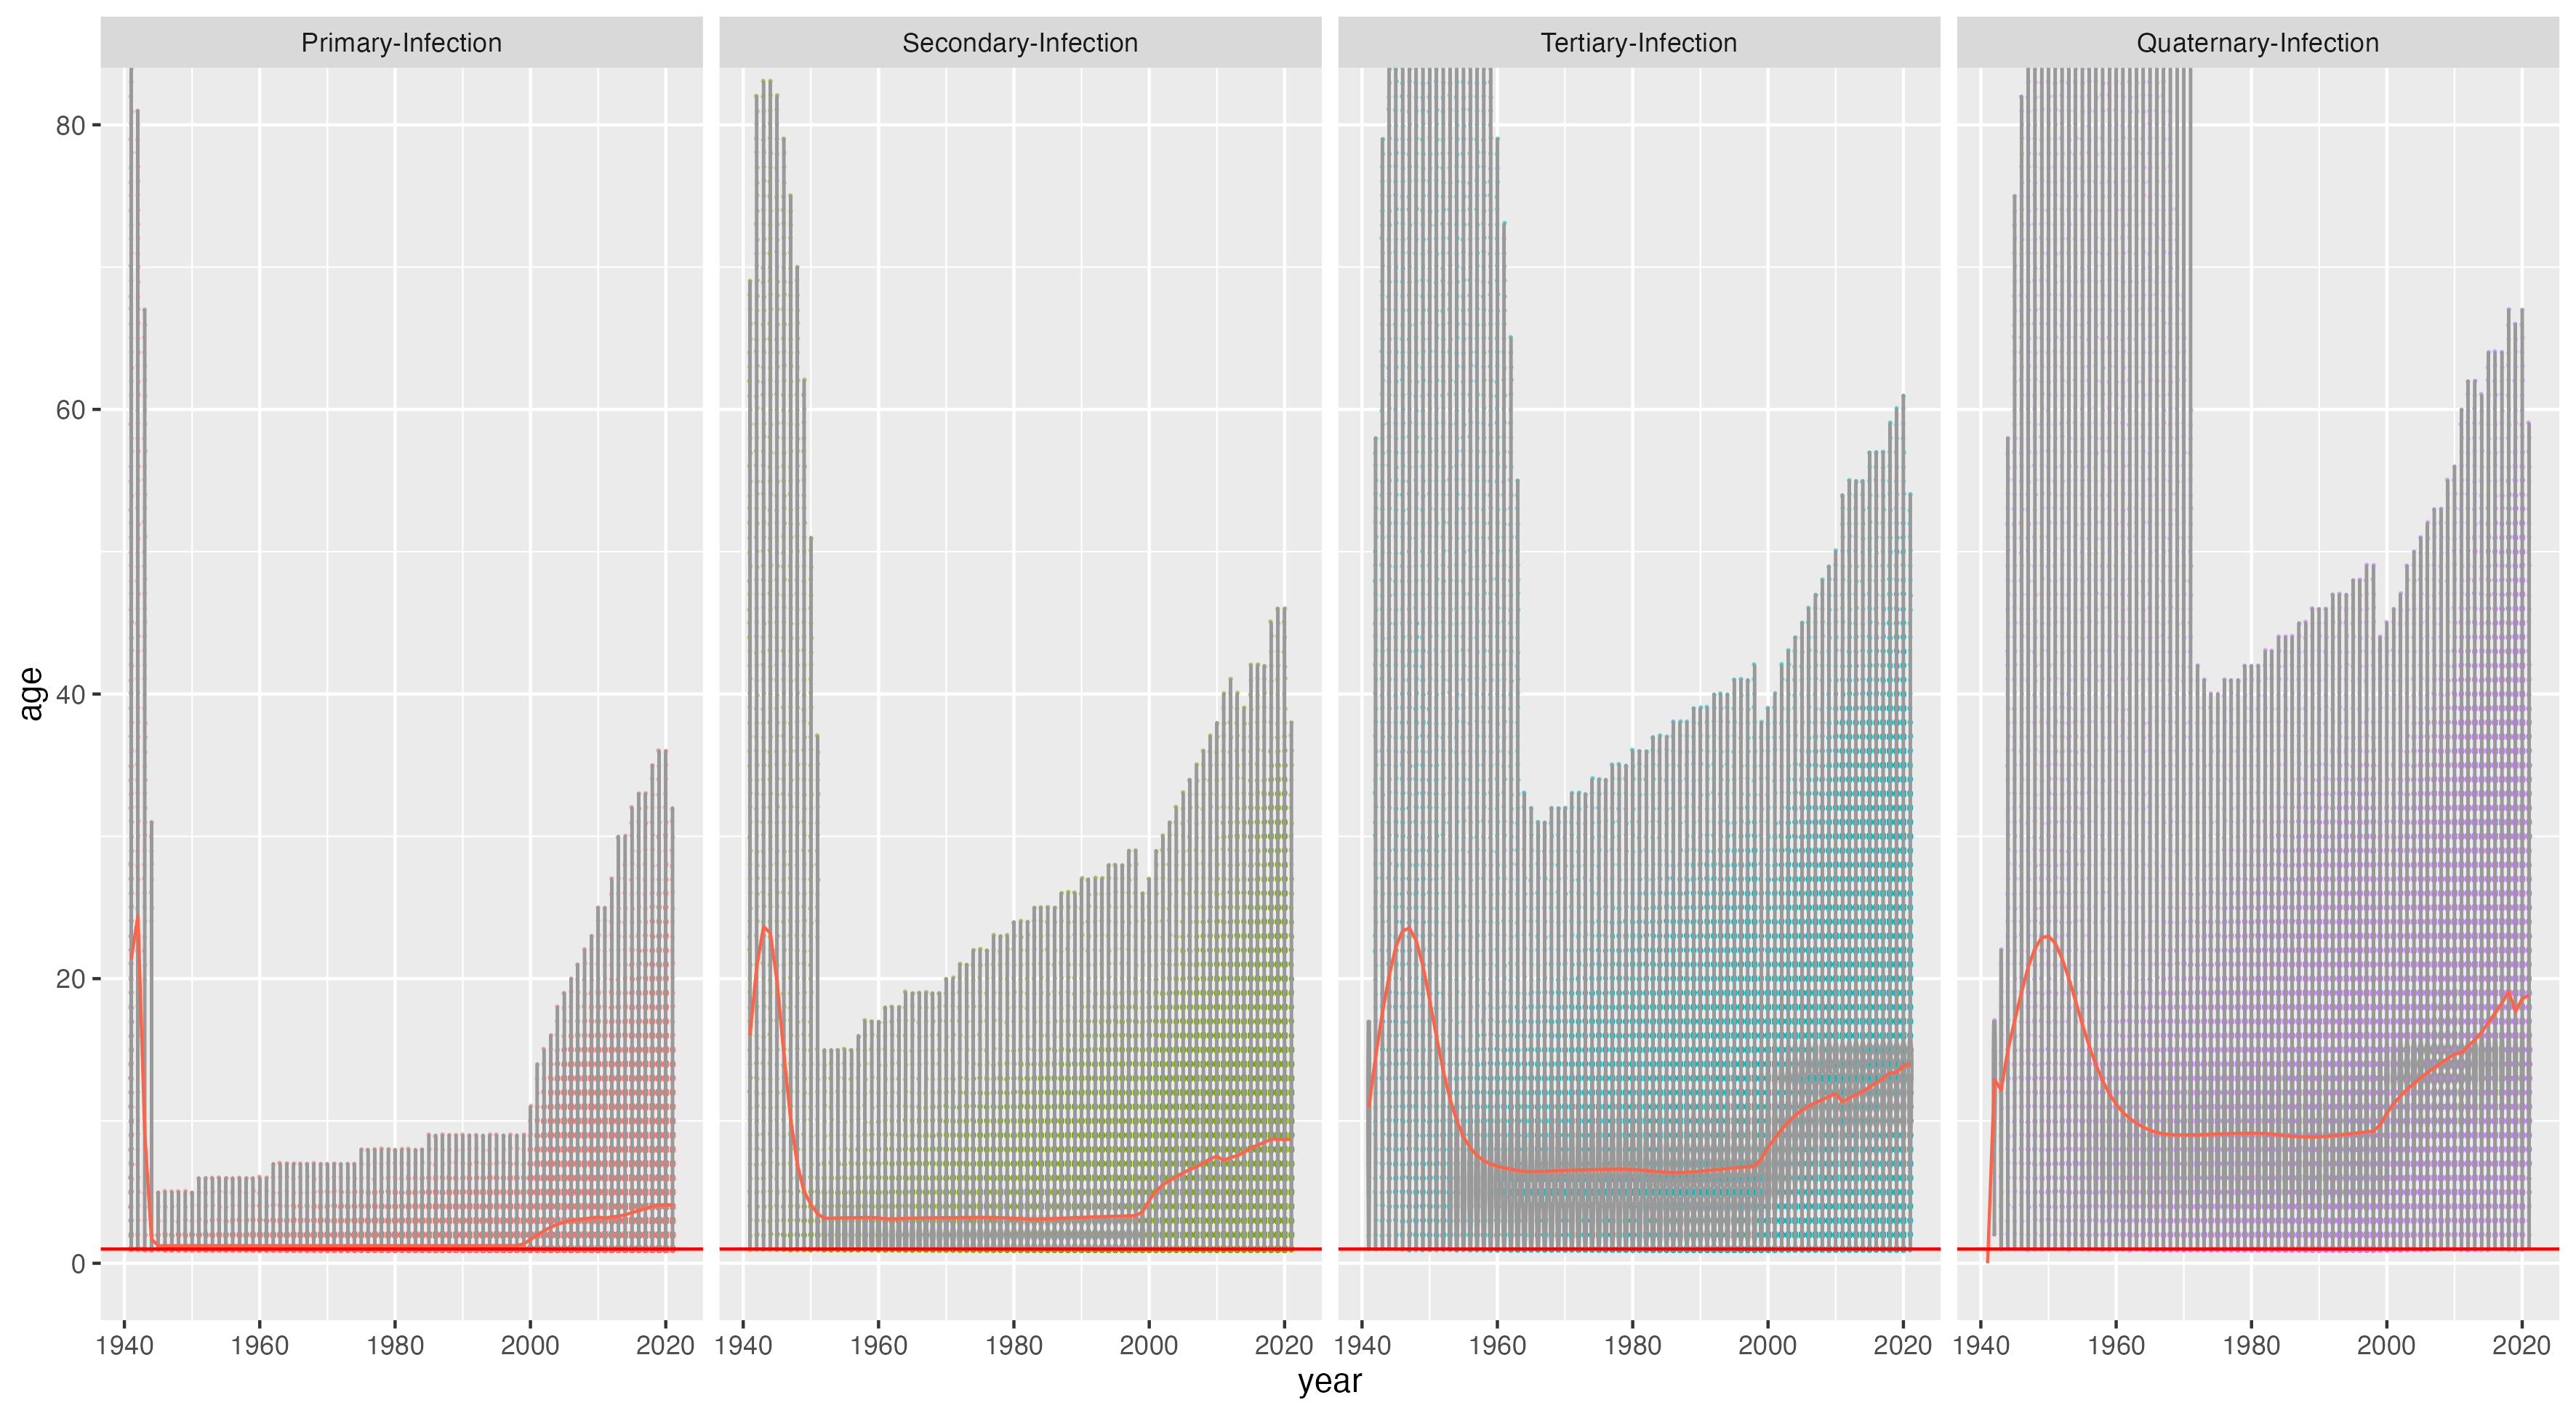 Primary-Infection Secondary-Infection Tertiary-Infection Quaternary-Infection
80
60
age
40
20
0
1940 1960 1980 2000 2020 1940 1960 1980 2000 2020 1940 1960 1980 2000 2020 1940 1960 1980 2000 2020
year